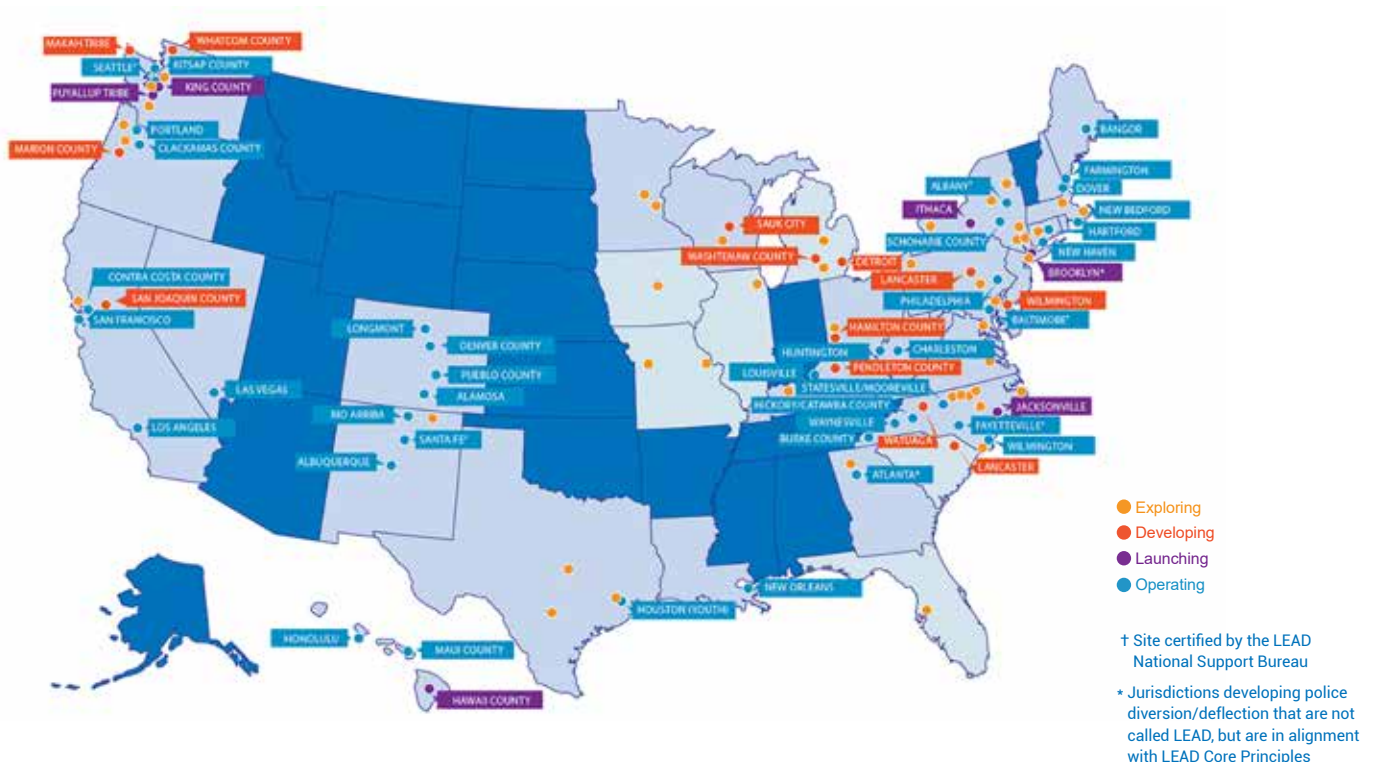 MAKAH TRIBE
WHATCOM COUNTY
SEATTLE†
KITSAP COUNTY
PUYALLUP TRIBE
KING COUNTY
PORTLAND
CLACKAMAS COUNTY
MARION COUNTY
CONTRA COSTA COUNTY
SAN JOAQUIN COUNTY
SAN FRANCISCO
LAS VEGAS
LOS ANGELES
LONGMONT
DENVER COUNTY
PUEBLO COUNTY
ALAMOSA
RIO ARRIBA
SANTA FE†
ALBUQUERQUE
HONOLULU
MAUI COUNTY
HAWAII COUNTY
HOUSTON (YOUTH)
NEW ORLEANS
SAUK CITY
WASHTENAW COUNTY
DETROIT
BANGOR
FARMINGTON
DOVER
ALBANY†
ITHACA
NEW BEDFORD
HARTFORD
SCHOHARIE COUNTY
NEW HAVEN
BROOKLYN*
LANCASTER
PHILADELPHIA
WILMINGTON
BALTIMORE†
HAMILTON COUNTY
HUNTINGTON
CHARLESTON
LOUISVILLE
PENDLETON COUNTY
STATESVILLE/MOOREVILLE
HICKORY/CATAWBA COUNTY
JACKSONVILLE
WAYNESVILLE
FAYETTEVILLE†
BURKE COUNTY
WATUAGA
WILMINGTON
LANCASTER
ATLANTA*
Exploring
Developing
Launching
Operating
† Site certified by the LEAD
National Support Bureau
* Jurisdictions developing police
diversion/deflection that are not
called LEAD, but are in alignment
with LEAD Core Principles